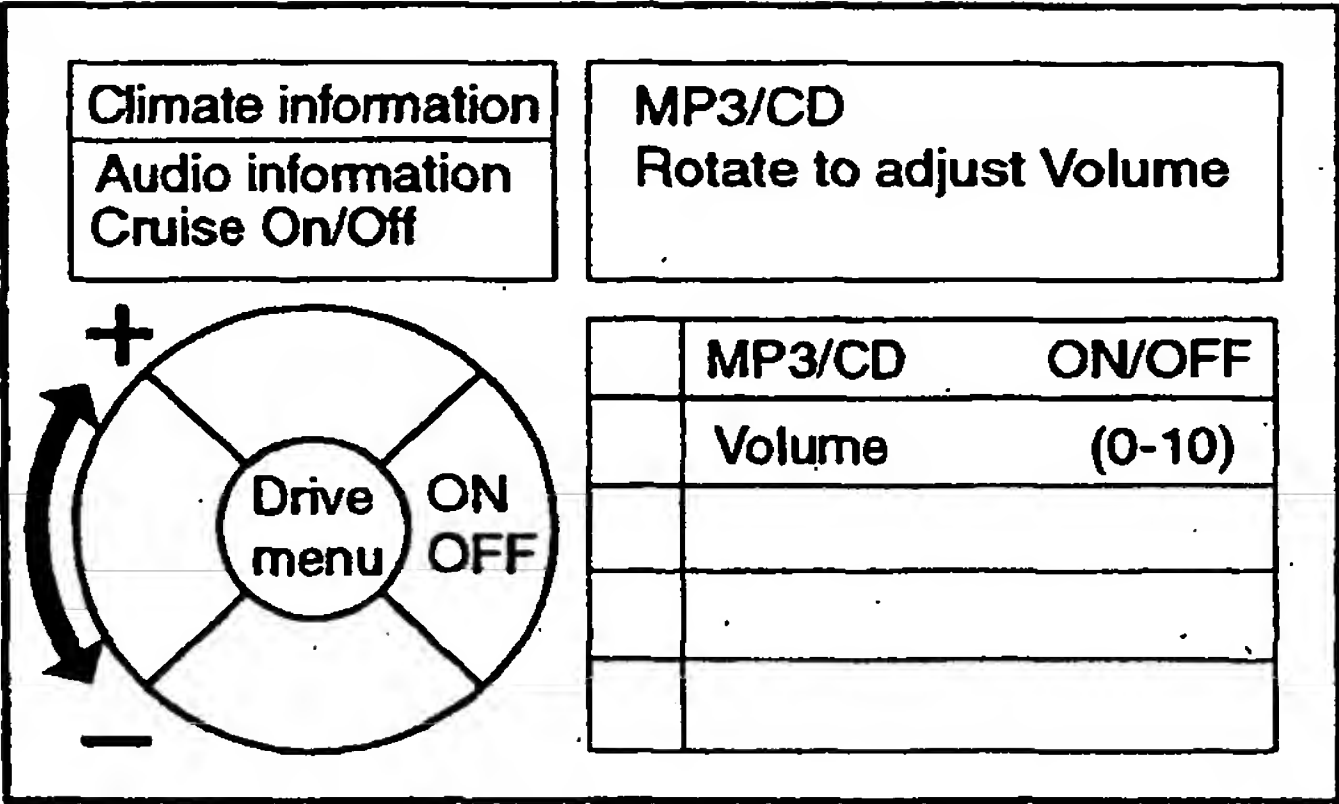 Climate information
Audio information
Cruise On/Off
MP3/CD
Rotate to adjust Volume
+
Drive
menu
ON
OFF
−
MP3/CD ON/OFF
Volume (0-10)